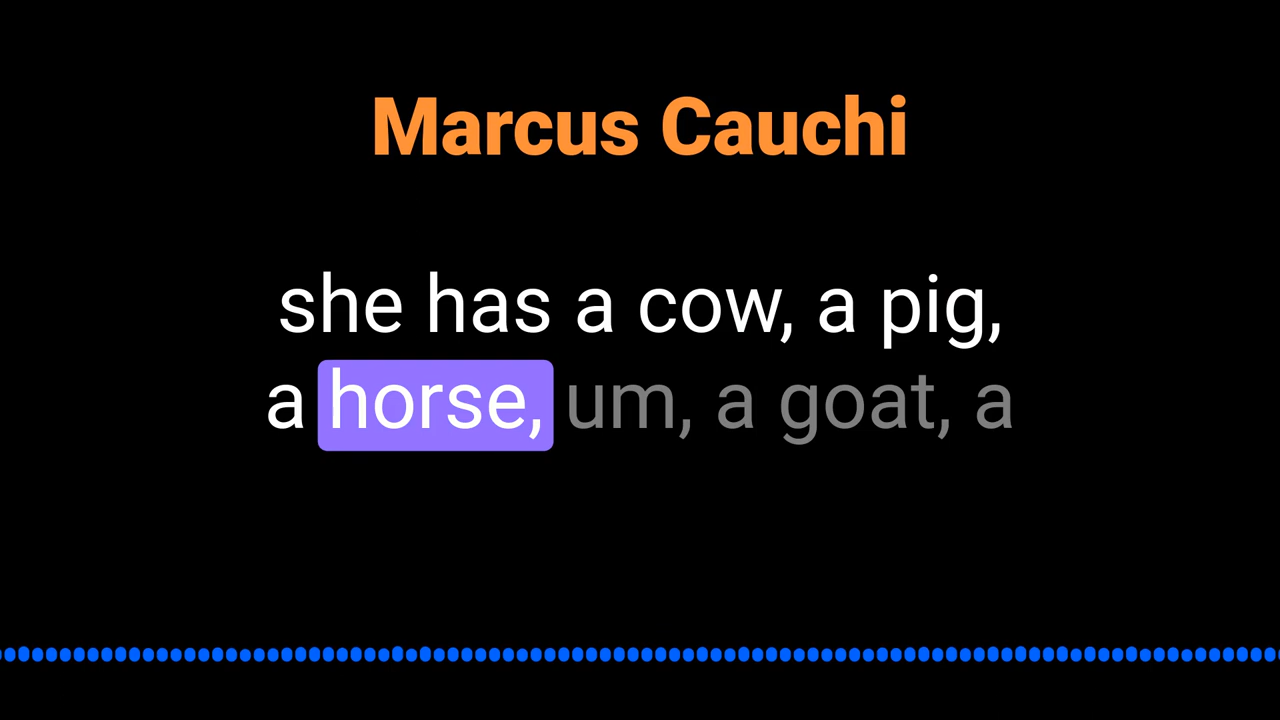 Marcus Cauchi
she has a cow, a pig,
a horse, um, a goat, a